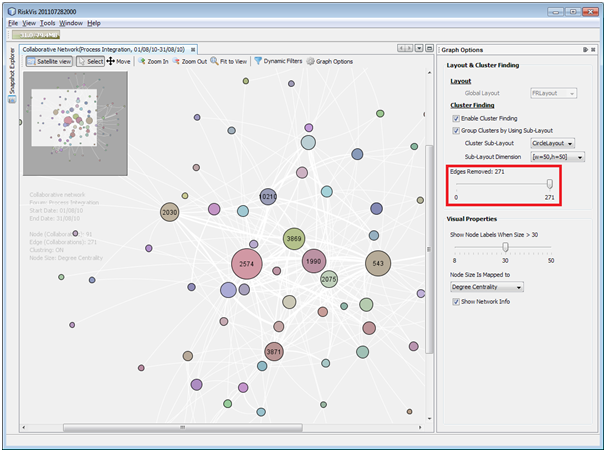 RiskVis 201107282000
File View Tools Window Help
Snapshot Explorer
Collaborative Network(Process Integration, 01/08/10-31/08/10)
Satellite view Select Move Zoom In Zoom Out Fit to View Dynamic Filters Graph Options
Collaborative network
Process: Process Integration
Start Date: 01/08/10
End Date: 31/08/10
Node (Collaborators): 91
Edge (Collaborations): 271
Clustring: ON
Node Size: Degree Centrality
2030
10210
3869
2574
1990
543
2075
3871
Graph Options
Layout & Cluster Finding
Layout
Global Layout FRLayout
Cluster Finding
Enable Cluster Finding
Group Clusters by Using Sub-Layout
Cluster Sub-Layout CircleLayout
Sub-Layout Dimension [w=50,h=50]
Edges Removed: 271
0 271
Visual Properties
Show Node Labels When Size > 30
8 30 50
Node Size Is Mapped to
Degree Centrality
Show Network Info